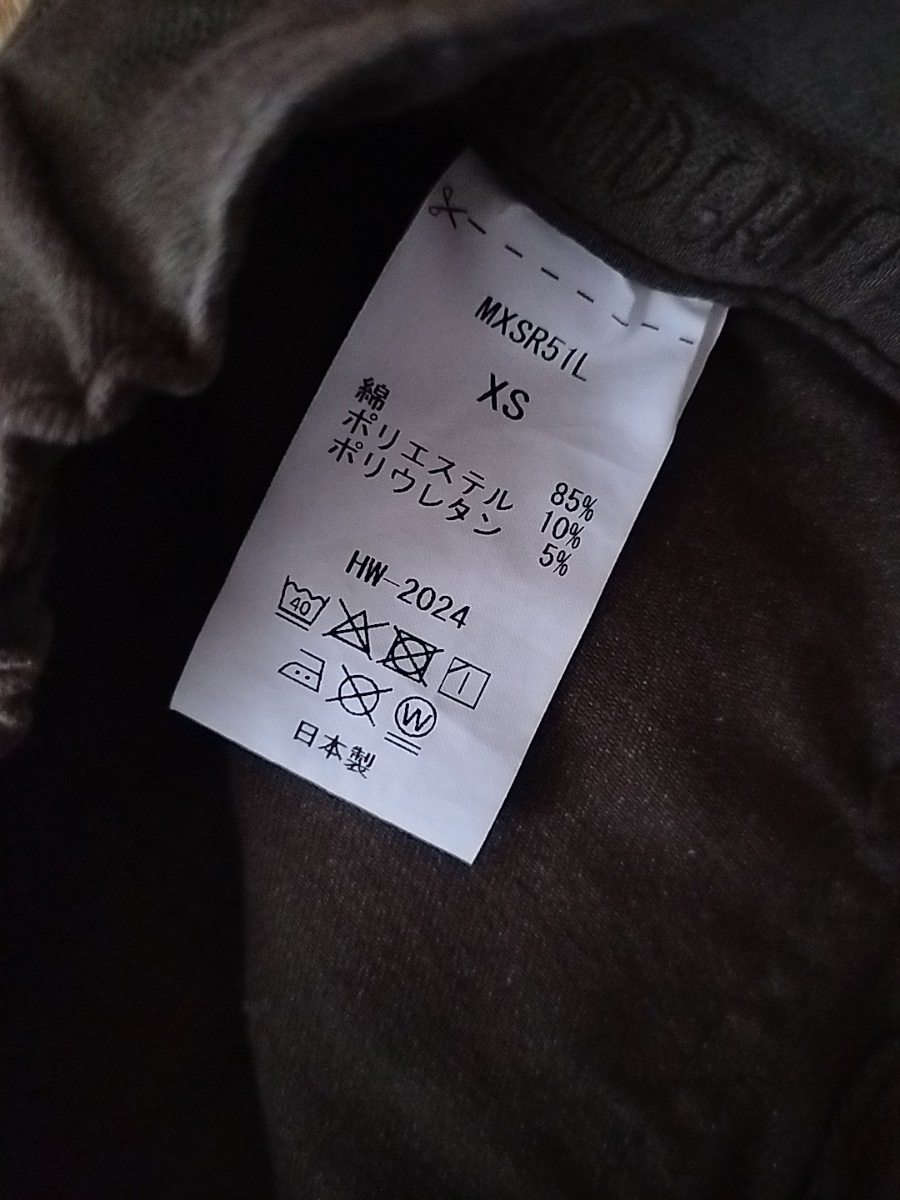 MXSR51L
XS
綿 85%
ポリエステル 10%
ポリウレタン 5%
HW-2024
40
W
日本製